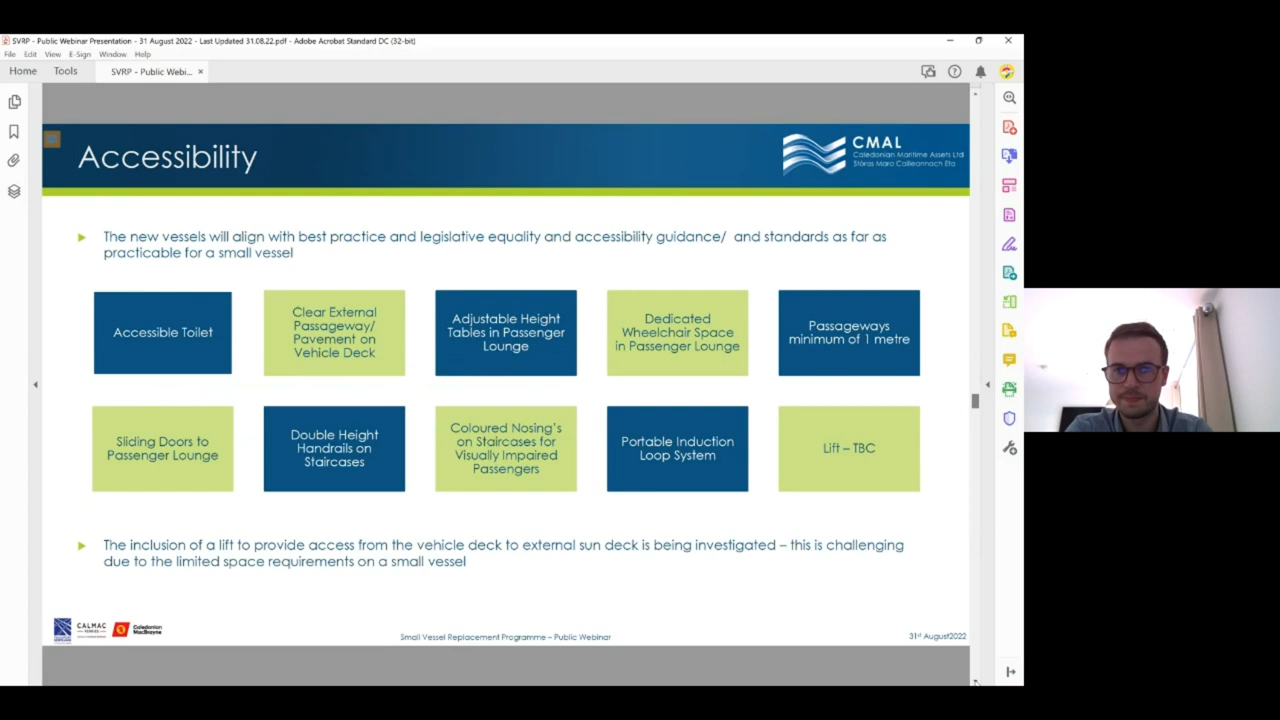 SVRP - Public Webinar Presentation - 31 August 2022 - Last Updated 31.08.22.pdf - Adobe Acrobat Standard DC (32-bit)
File Edit View E-Sign Window Help
Home Tools SVRP - Public Webi... ×
Accessibility
CMAL
Caledonian Maritime Assets Ltd
Stòras Mara Cailleannach Eta
The new vessels will align with best practice and legislative equality and accessibility guidance/ and standards as far as
practicable for a small vessel
Accessible Toilet
Clear External
Passageway/
Pavement on
Vehicle Deck
Adjustable Height
Tables in Passenger
Lounge
Dedicated
Wheelchair Space
in Passenger Lounge
Passageways
minimum of 1 metre
Sliding Doors to
Passenger Lounge
Double Height
Handrails on
Staircases
Coloured Nosing's
on Staircases for
Visually Impaired
Passengers
Portable Induction
Loop System
Lift – TBC
The inclusion of a lift to provide access from the vehicle deck to external sun deck is being investigated – this is challenging
due to the limited space requirements on a small vessel
CALMAC
FERRIES
Caledonian
MacBrayne
Small Vessel Replacement Programme – Public Webinar
31st August2022